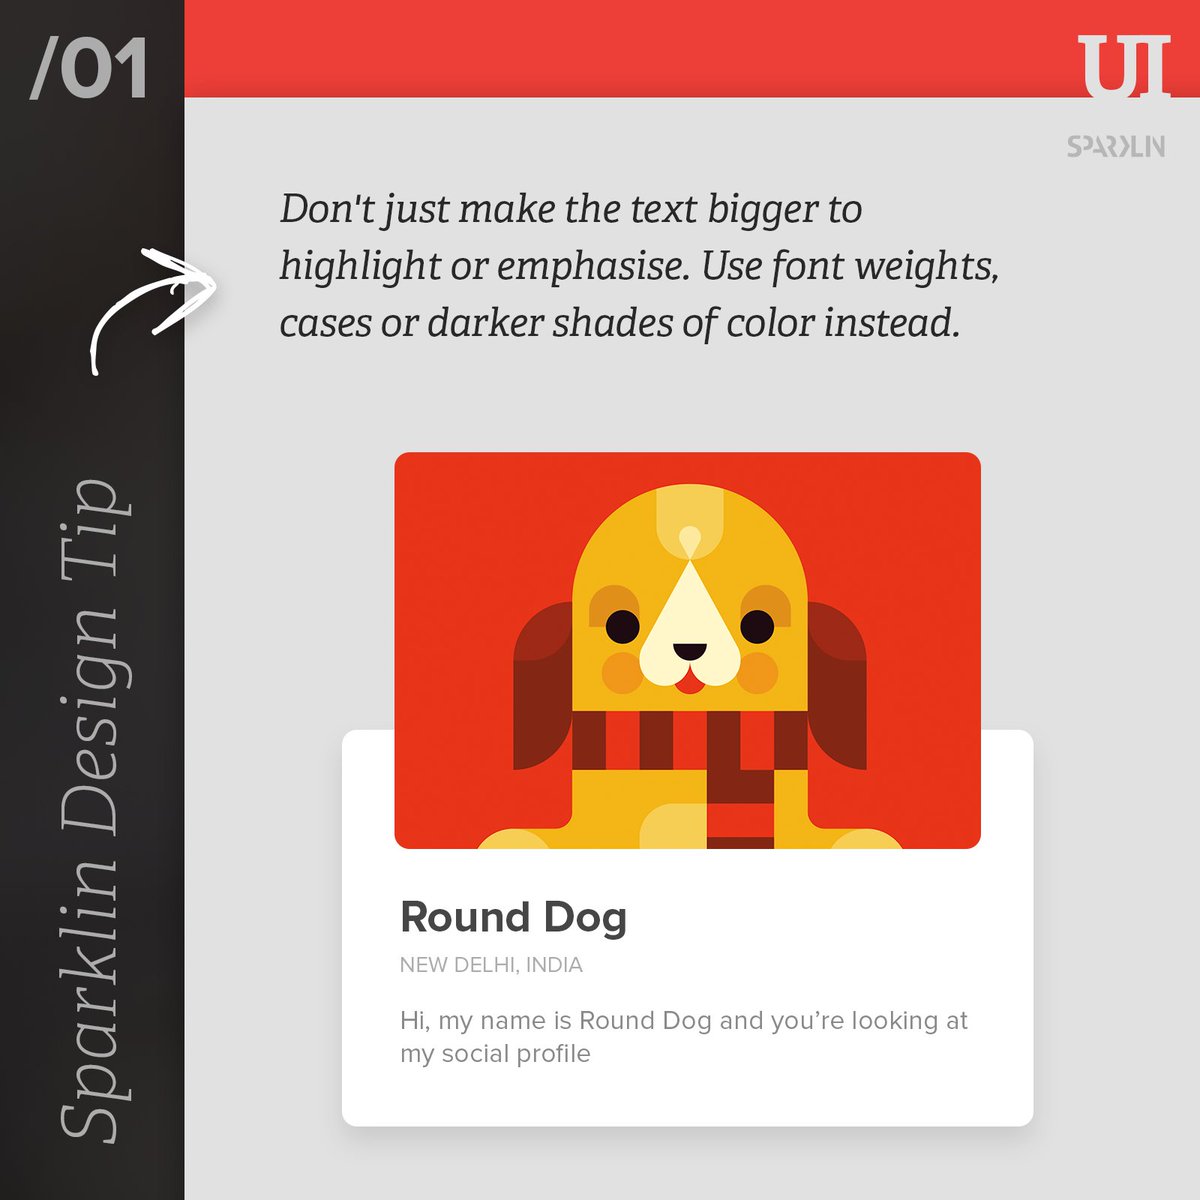 /01
UI
SPARKLIN
Don't just make the text bigger to
highlight or emphasise. Use font weights,
cases or darker shades of color instead.
Sparklin Design Tip
Round Dog
NEW DELHI, INDIA
Hi, my name is Round Dog and you’re looking at
my social profile